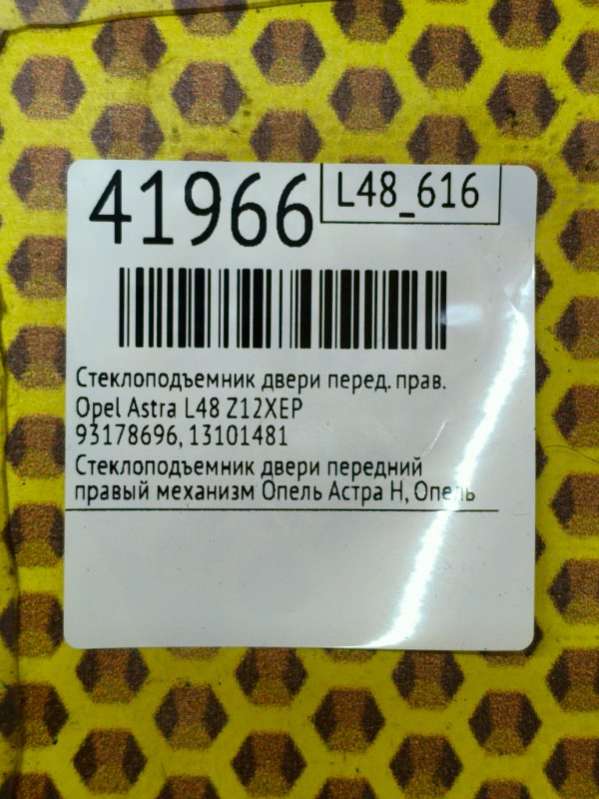 41966
L48_616
Стеклоподъемник двери перед. прав.
Opel Astra L48 Z12XEP
93178696, 13101481
Стеклоподъемник двери передний
правый механизм Опель Астра H, Опель